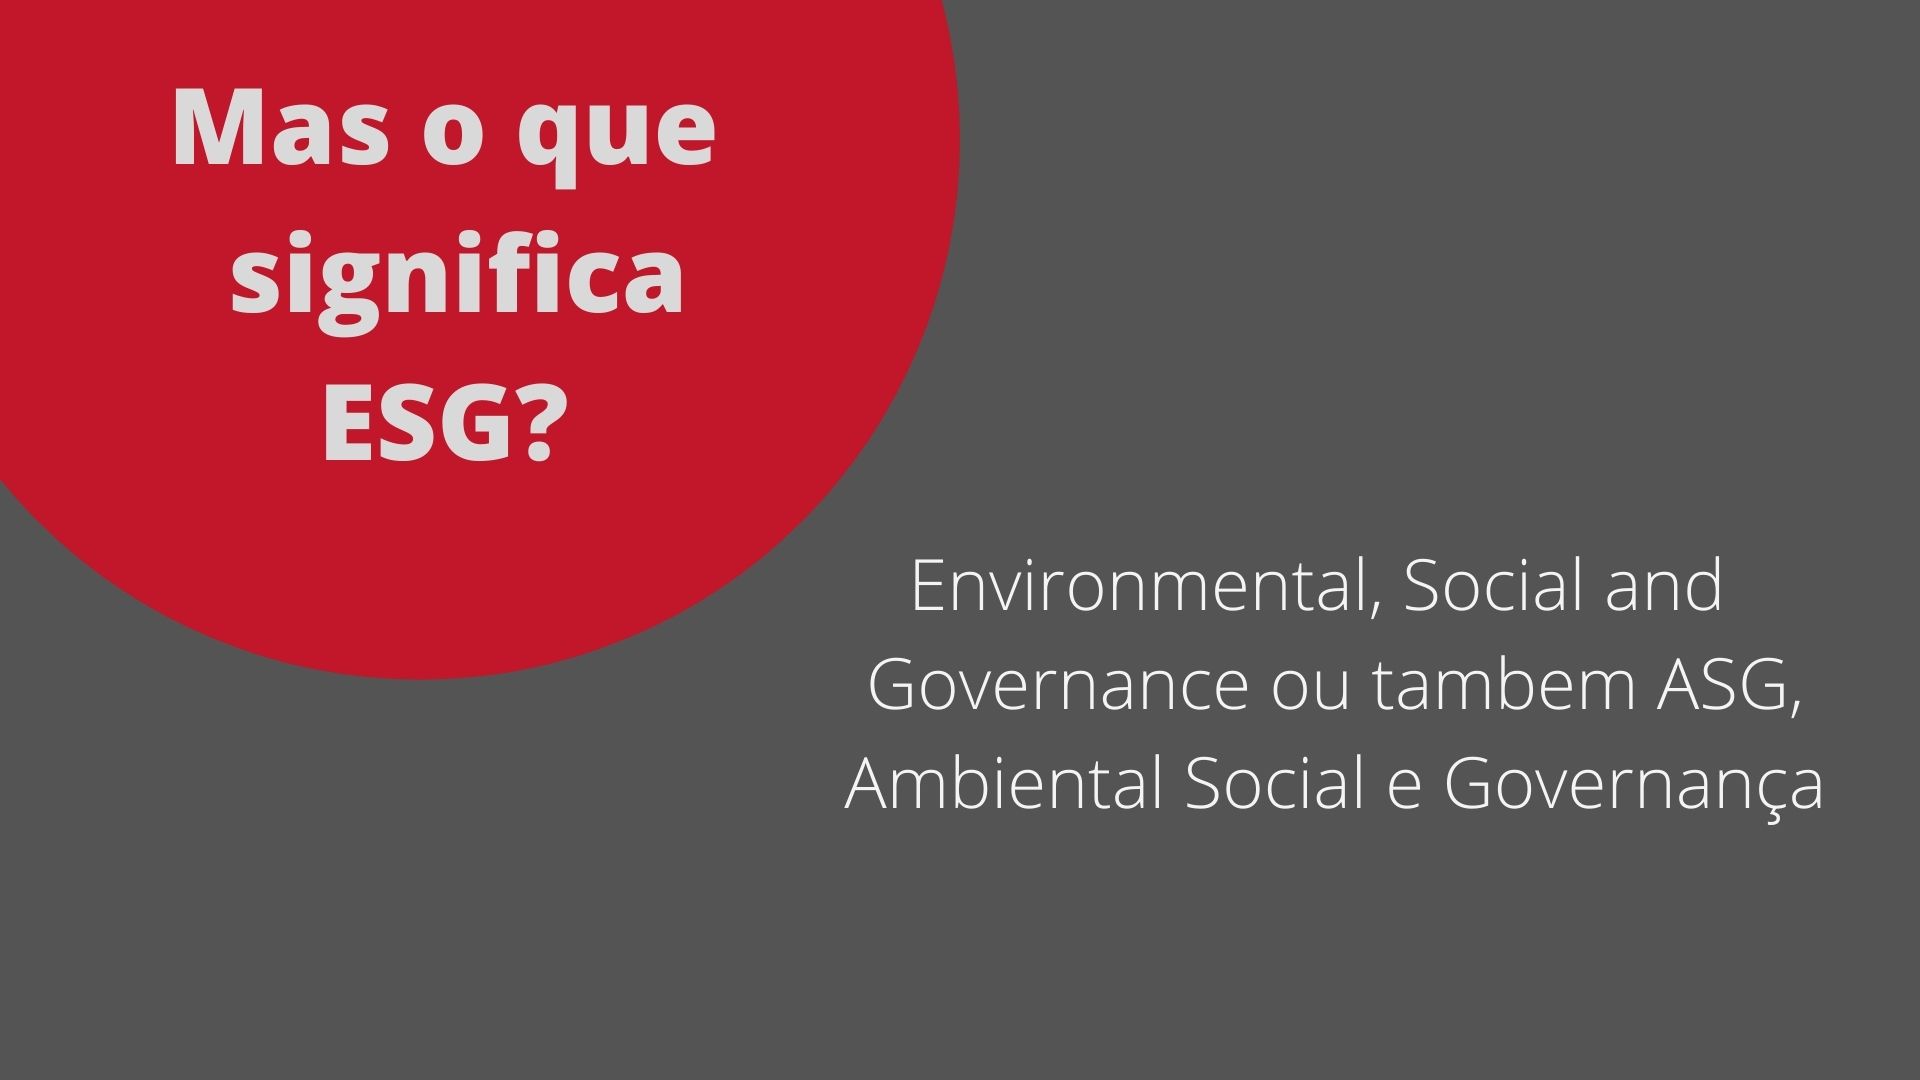 Mas o que
significa
ESG?
Environmental, Social and
Governance ou tambem ASG,
Ambiental Social e Governança